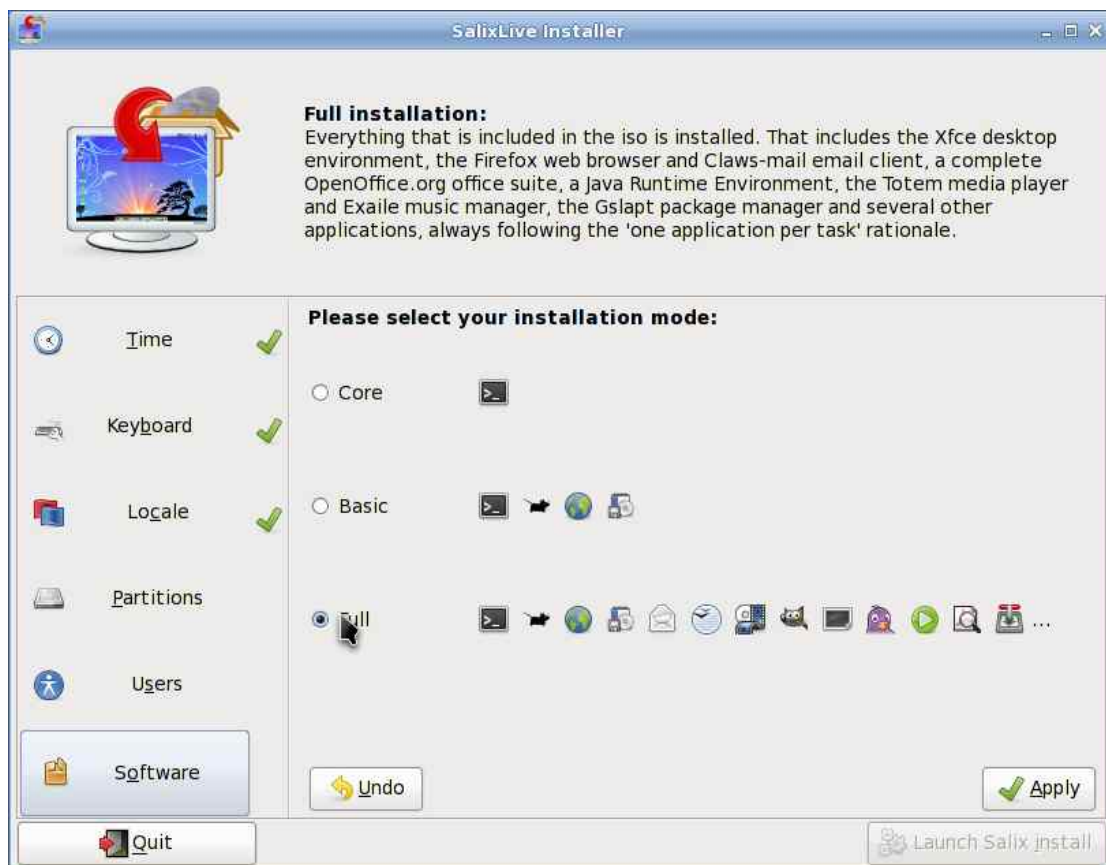 SalixLive Installer
Full installation:
Everything that is included in the iso is installed. That includes the Xfce desktop
environment, the Firefox web browser and Claws-mail email client, a complete
OpenOffice.org office suite, a Java Runtime Environment, the Totem media player
and Exaile music manager, the Gslapt package manager and several other
applications, always following the 'one application per task' rationale.
Time
Keyboard
Locale
Partitions
Users
Software
Please select your installation mode:
Core
Basic
Full
...
Undo
Apply
Quit
Launch Salix install